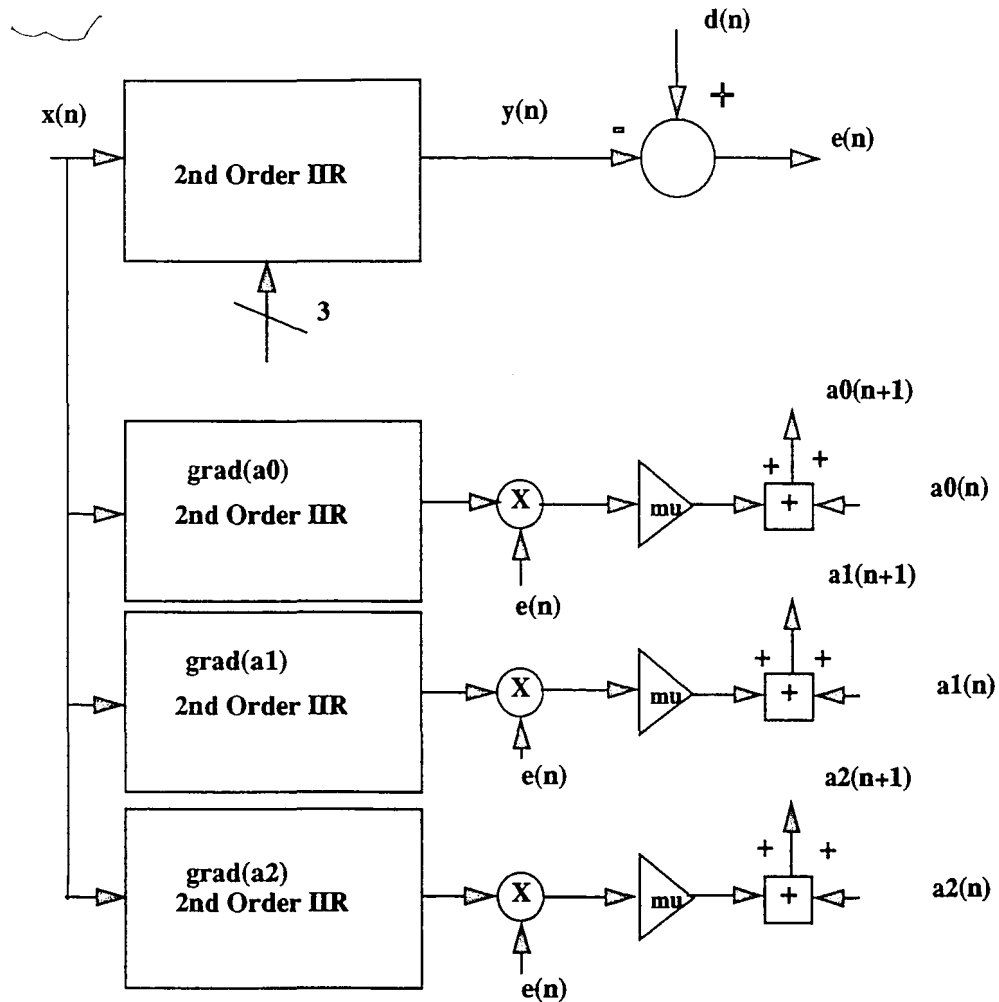 d(n)
x(n)
y(n)
-
+
e(n)
2nd Order IIR
3
a0(n+1)
grad(a0)
2nd Order IIR
X
e(n)
mu
+ +
+
a0(n)
a1(n+1)
grad(a1)
2nd Order IIR
X
e(n)
mu
+ +
+
a1(n)
a2(n+1)
grad(a2)
2nd Order IIR
X
e(n)
mu
+ +
+
a2(n)